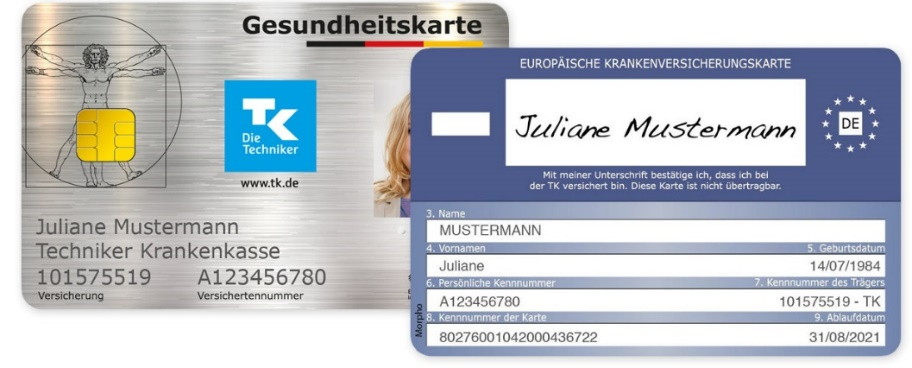 Gesundheitskarte
TK
Die
Techniker
www.tk.de
Juliane Mustermann
Techniker Krankenkasse
101575519 A123456780
Versicherung Versichertennummer
EUROPÄISCHE KRANKENVERSICHERUNGSKARTE
Juliane Mustermann
DE
Mit meiner Unterschrift bestätige ich, dass ich bei
der TK versichert bin. Diese Karte ist nicht übertragbar.
3. Name
MUSTERMANN
4. Vornamen 5. Geburtsdatum
Juliane 14/07/1984
6. Persönliche Kennnummer 7. Kennnummer des Trägers
A123456780 101575519 - TK
8. Kennnummer der Karte 9. Ablaufdatum
80276001042000436722 31/08/2021
Morpho